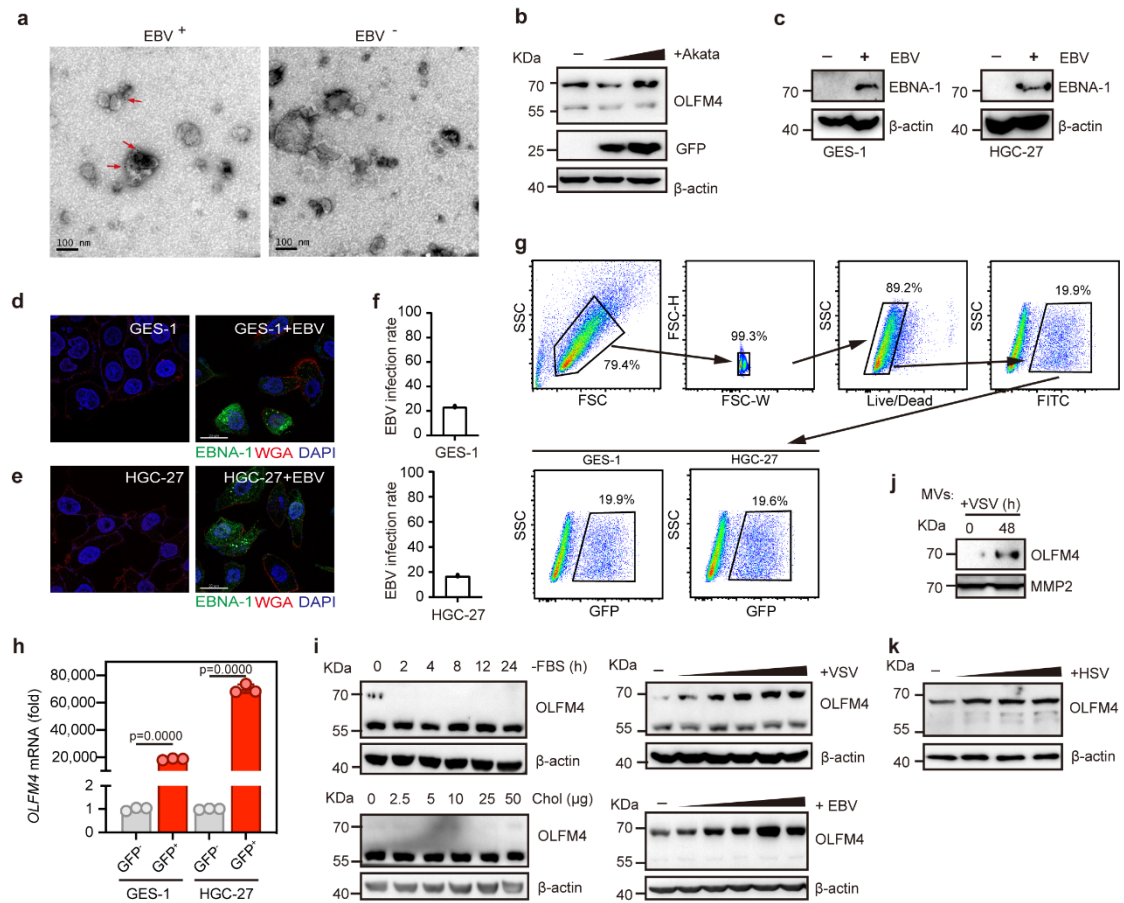 a
EBV +
EBV -
100 nm
100 nm
b
KDa
− +Akata
70
OLFM4
55
25
GFP
40
β-actin
c
− + EBV
70
EBNA-1
40
β-actin
GES-1
− + EBV
70
EBNA-1
40
β-actin
HGC-27
d
GES-1
GES-1+EBV
EBNA-1 WGA DAPI
e
HGC-27
HGC-27+EBV
EBNA-1 WGA DAPI
f
EBV infection rate
100
80
60
40
20
0
GES-1
EBV infection rate
100
80
60
40
20
0
HGC-27
g
SSC
79.4%
FSC
FSC-H
99.3%
FSC-W
SSC
89.2%
Live/Dead
SSC
19.9%
FITC
GES-1
HGC-27
SSC
19.9%
GFP
SSC
19.6%
GFP
h
OLFM4 mRNA (fold)
80,000
60,000
40,000
20,000
2
1
0
p=0.0000
p=0.0000
GFP-
GFP+
GFP-
GFP+
GES-1
HGC-27
i
KDa
0 2 4 8 12 24 -FBS (h)
70
OLFM4
55
40
β-actin
KDa
− +VSV
70
OLFM4
55
40
β-actin
KDa
0 2.5 5 10 25 50 Chol (μg)
70
OLFM4
55
40
β-actin
KDa
− + EBV
70
OLFM4
55
40
β-actin
j
MVs: +VSV (h)
KDa 0 48
70
OLFM4
70
MMP2
k
KDa
− +HSV
70
OLFM4
55
40
β-actin